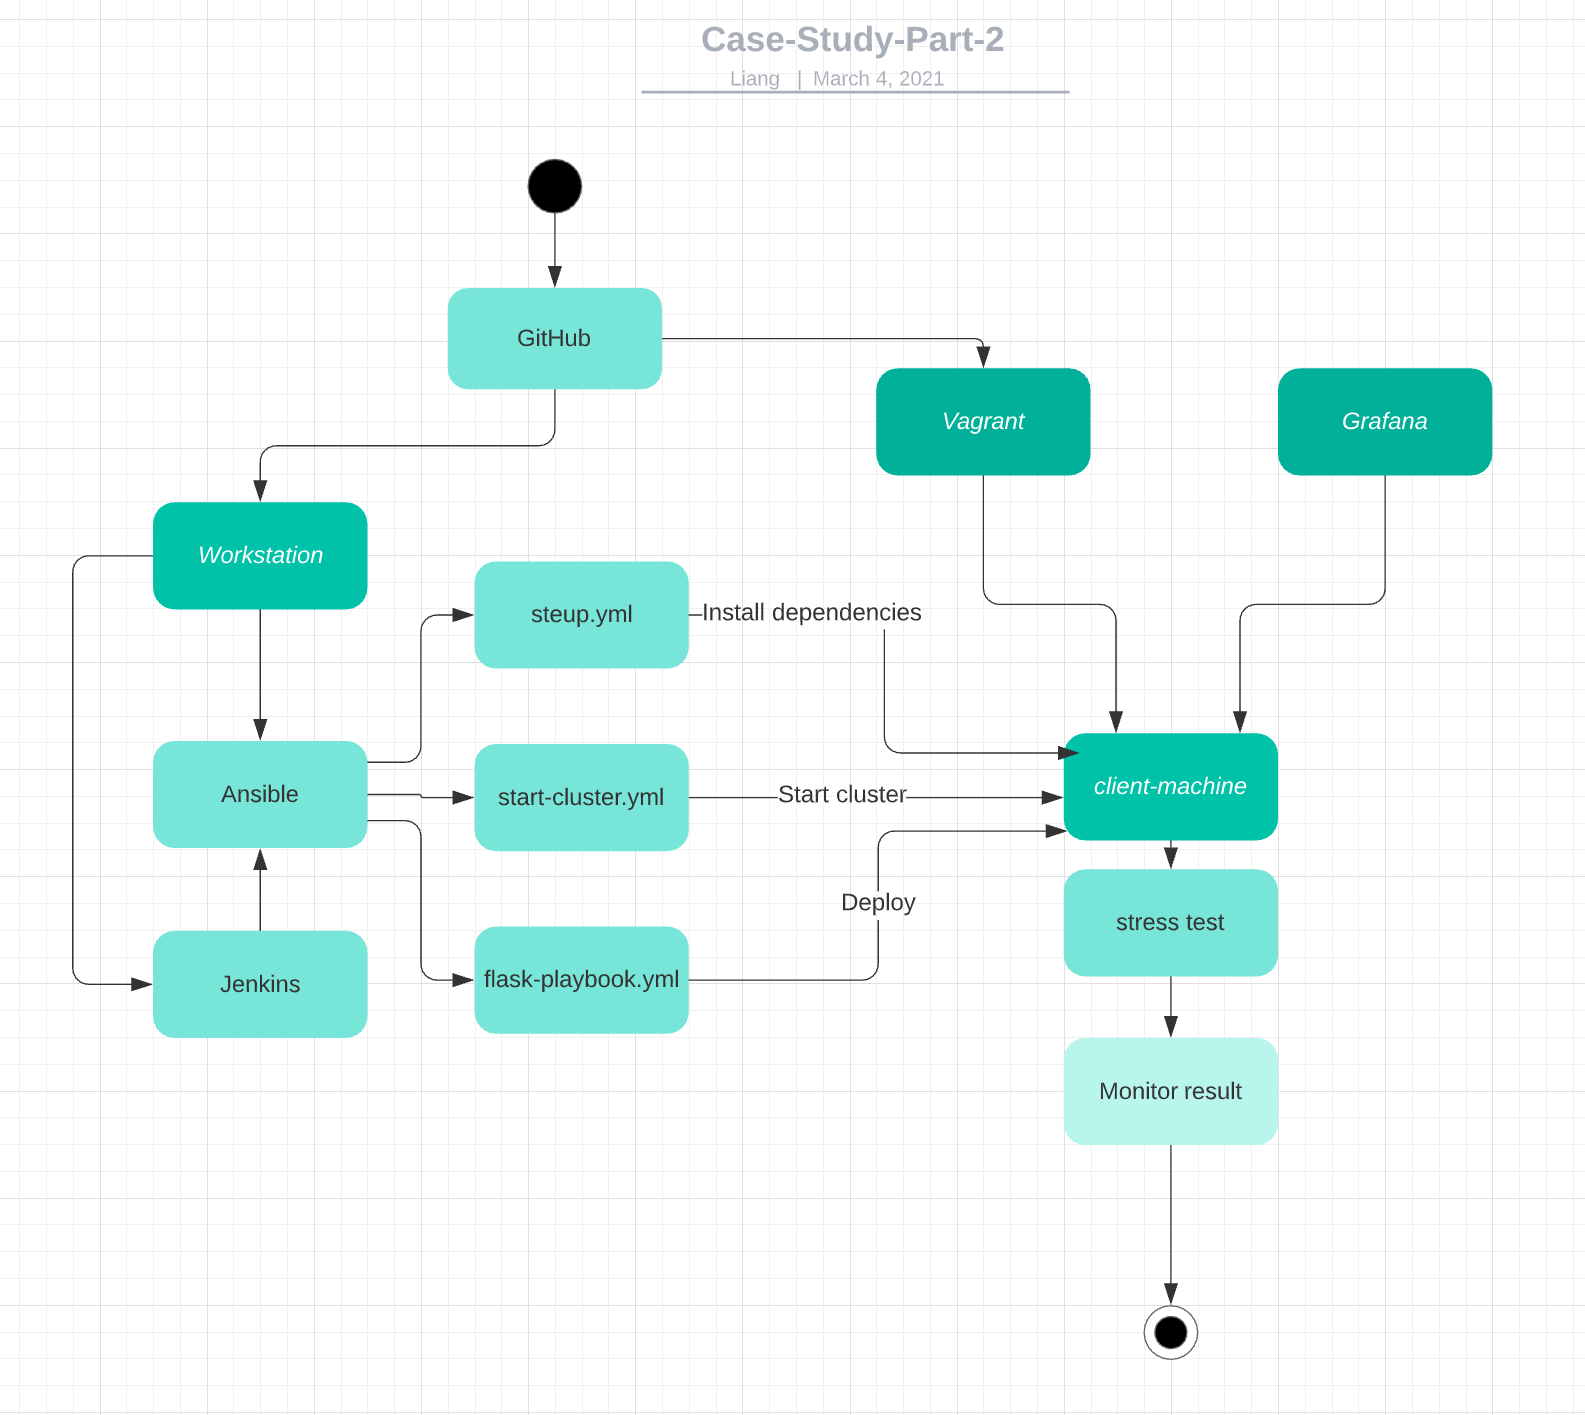 Case-Study-Part-2
Liang | March 4, 2021
GitHub
Vagrant
Grafana
Workstation
steup.yml
Install dependencies
Ansible
start-cluster.yml
Start cluster
client-machine
Deploy
stress test
Jenkins
flask-playbook.yml
Monitor result